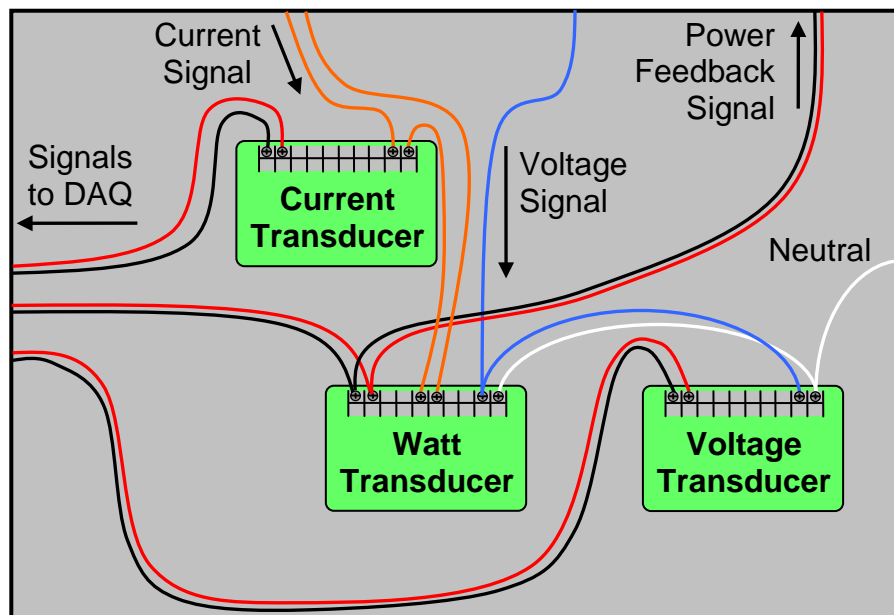 Current
Signal
Power
Feedback
Signal
Signals
to DAQ
Voltage
Signal
Current
Transducer
Neutral
Watt
Transducer
Voltage
Transducer